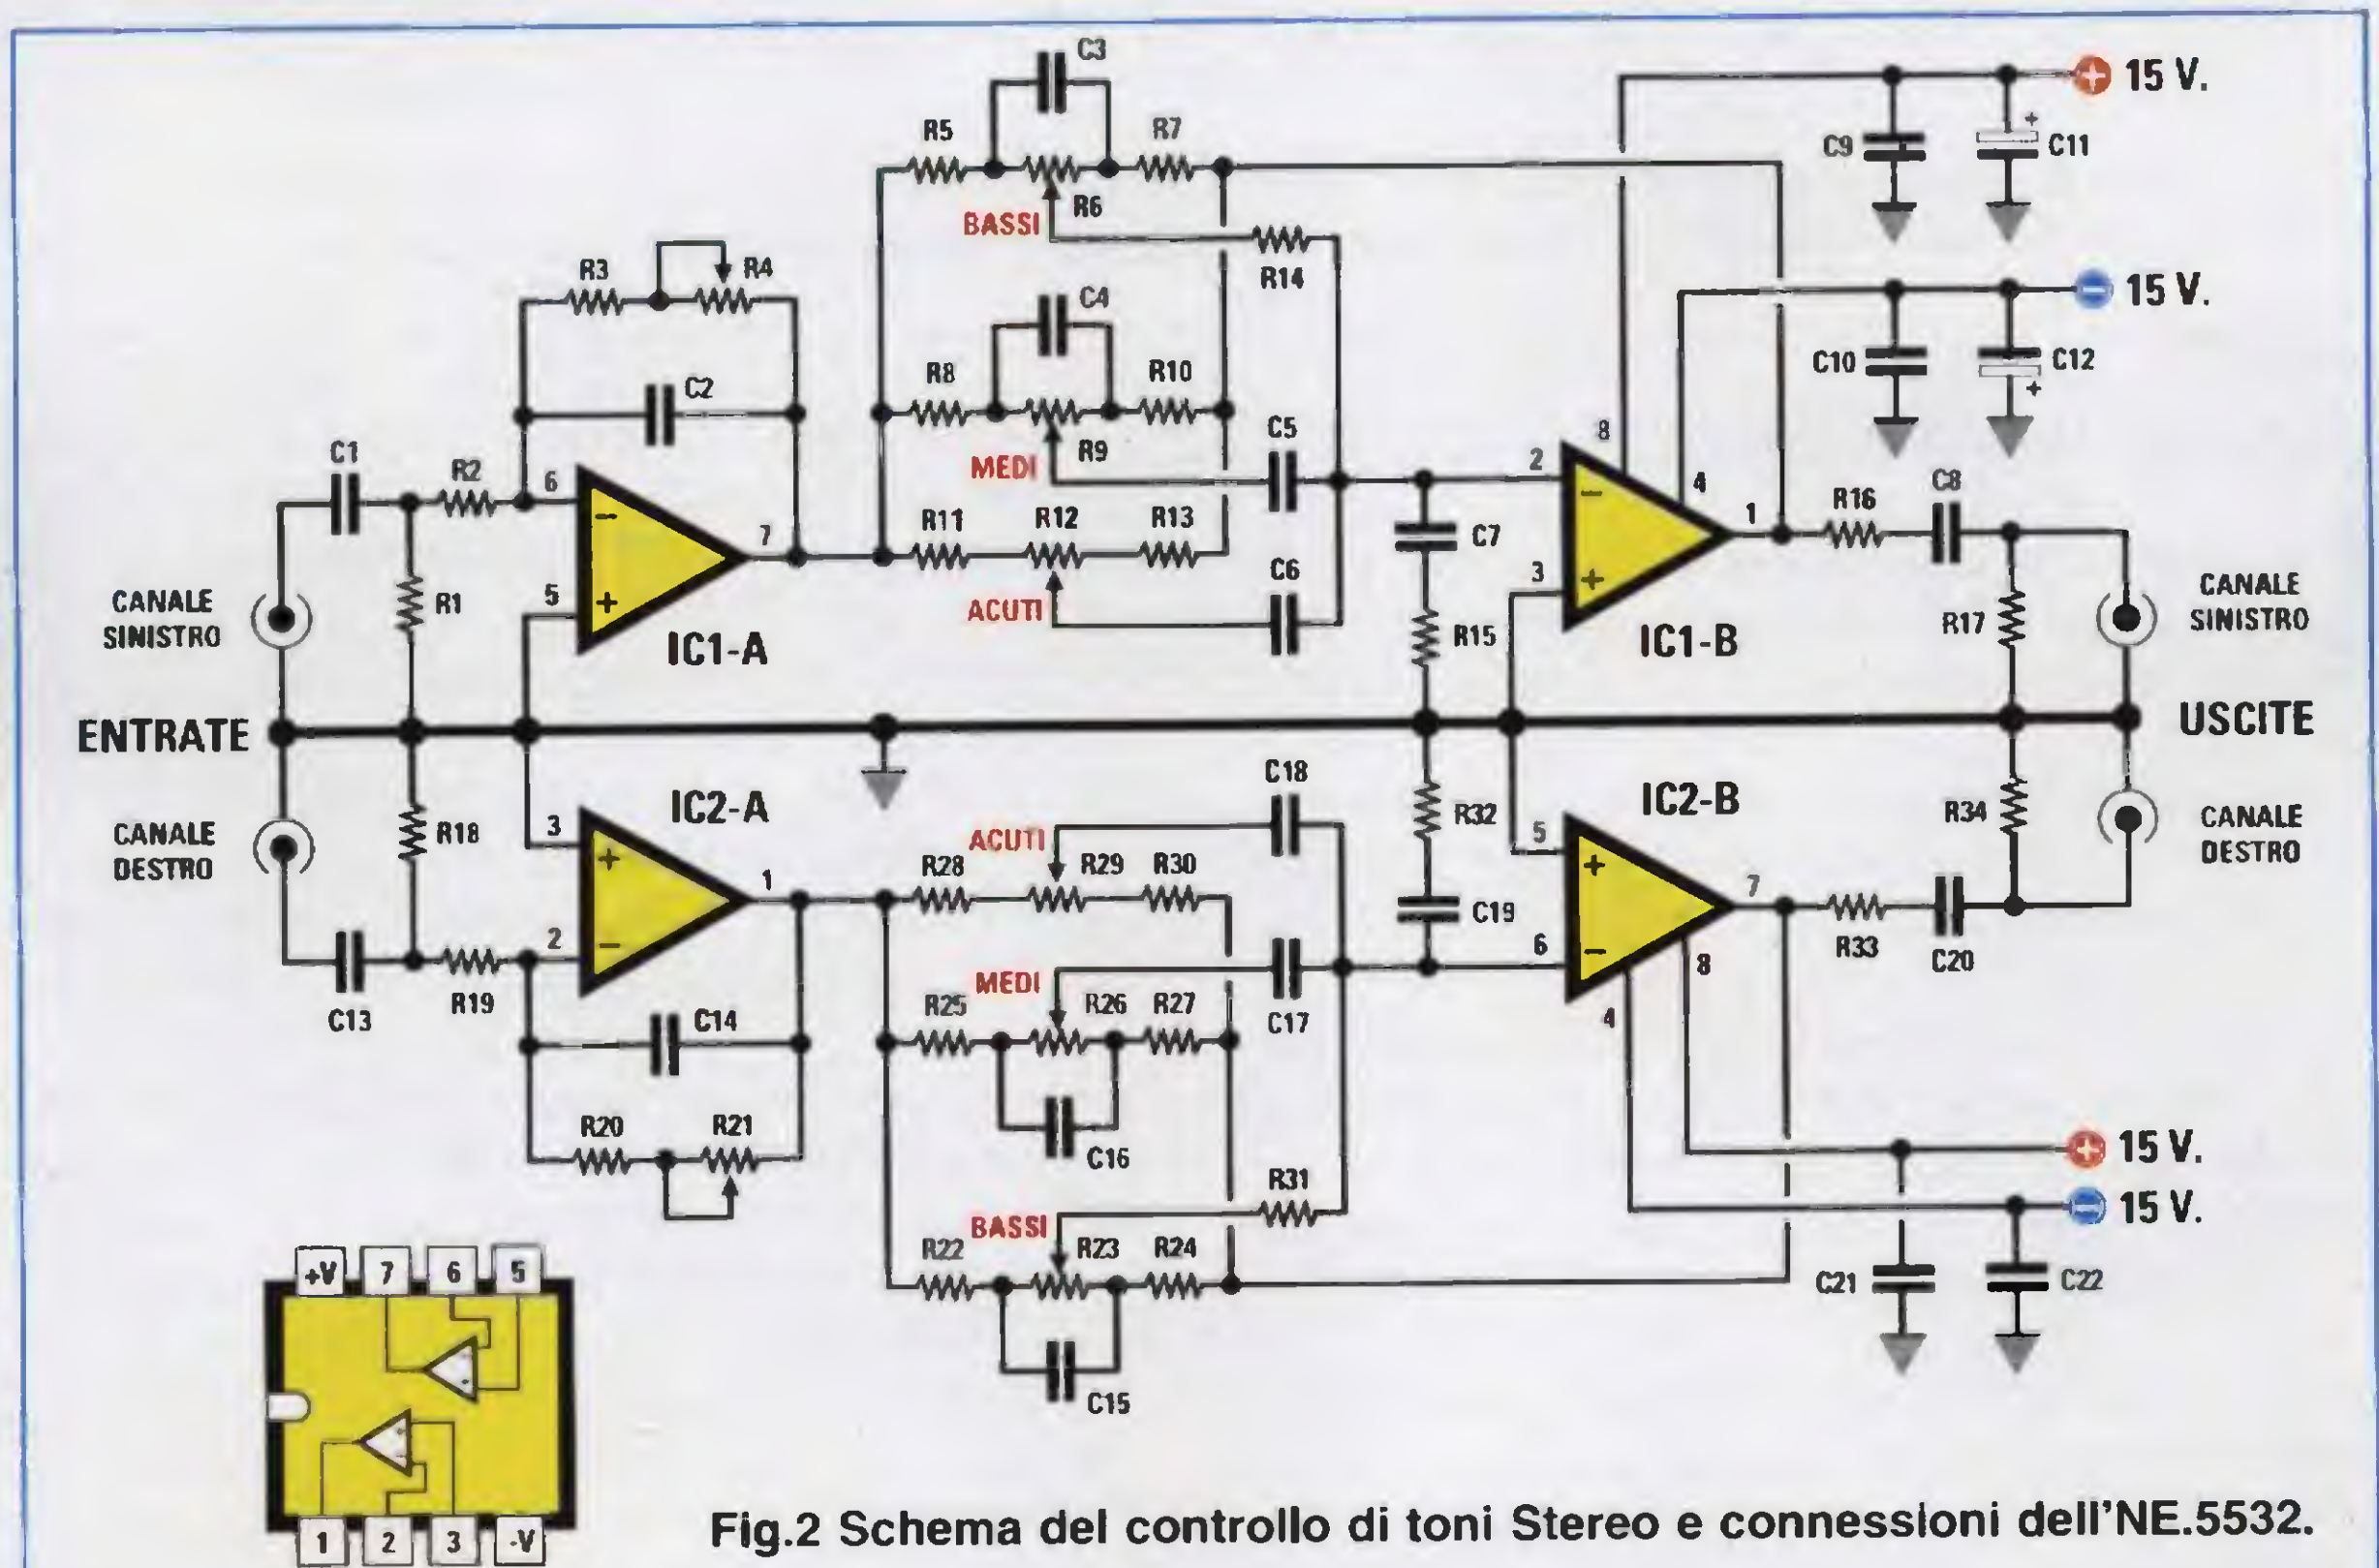 C3
R5
R7
R6
BASSI
R14
15 V.
C9
+
C11
15 V.
C10
C12
+
R3
R4
C2
C4
R8
R10
R9
MEDI
C5
C1
R2
6
−
5
+
7
IC1-A
R1
R11
R12
R13
ACUTI
C6
C7
R15
8
2
−
4
1
3
+
IC1-B
R16
C8
R17
CANALE
SINISTRO
CANALE
SINISTRO
ENTRATE
USCITE
CANALE
DESTRO
CANALE
DESTRO
R18
IC2-A
3
+
2
−
1
C13
R19
C14
R20
R21
C18
ACUTI
R28
R29
R30
MEDI
R25
R26
R27
C17
C16
R31
BASSI
R22
R23
R24
C15
R32
C19
IC2-B
5
+
6
−
7
8
4
R33
C20
R34
15 V.
15 V.
C21
C22
+V
7
6
5
1
2
3
-V
Fig.2 Schema del controllo di toni Stereo e connessioni dell'NE.5532.